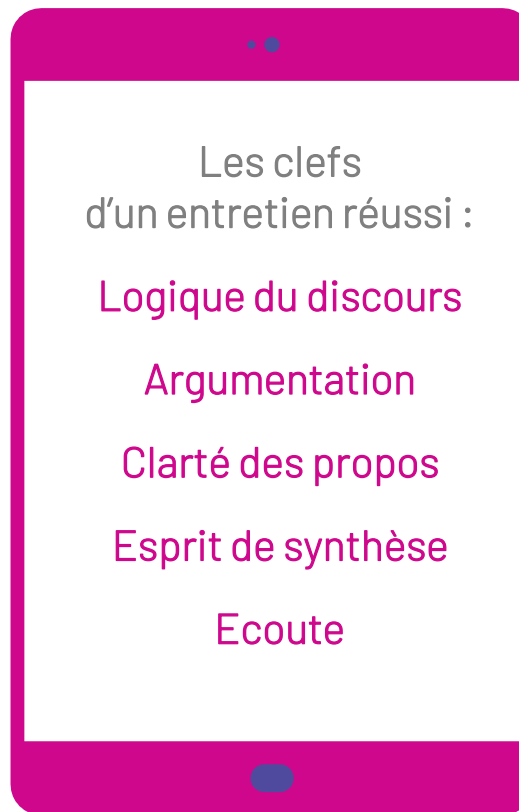 Les clefs
d’un entretien réussi :
Logique du discours
Argumentation
Clarté des propos
Esprit de synthèse
Ecoute